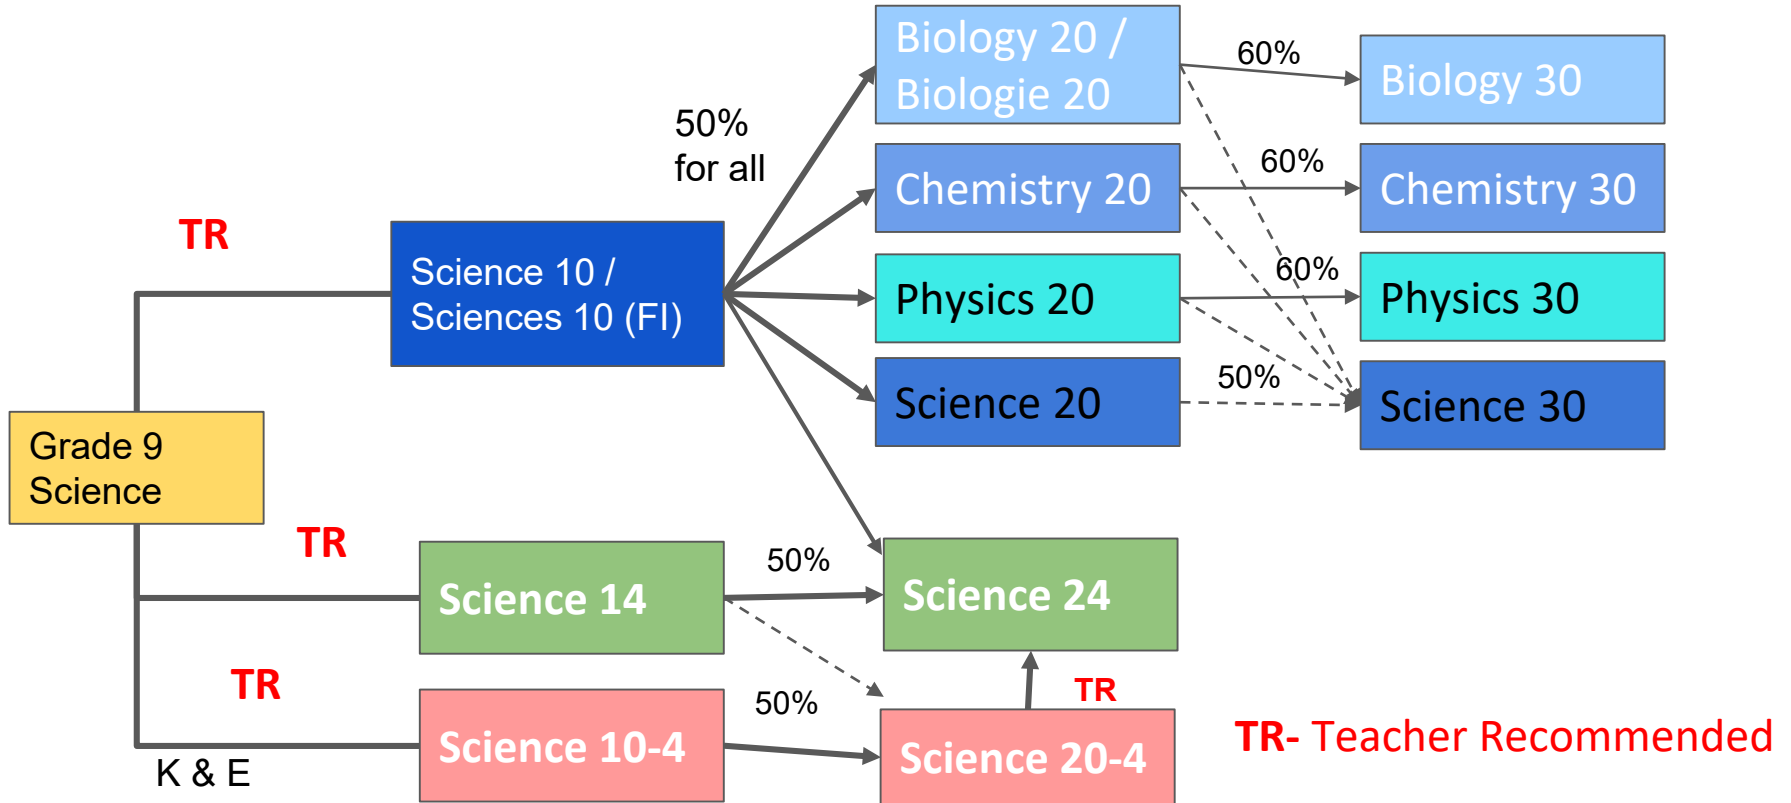 Biology 20 /
Biologie 20
60%
Biology 30
50%
for all
Chemistry 20
60%
Chemistry 30
TR
Science 10 /
Sciences 10 (FI)
Physics 20
60%
Physics 30
Science 20
50%
Science 30
Grade 9
Science
TR
Science 14
50%
Science 24
TR
K & E
Science 10-4
50%
Science 20-4
TR
TR- Teacher Recommended